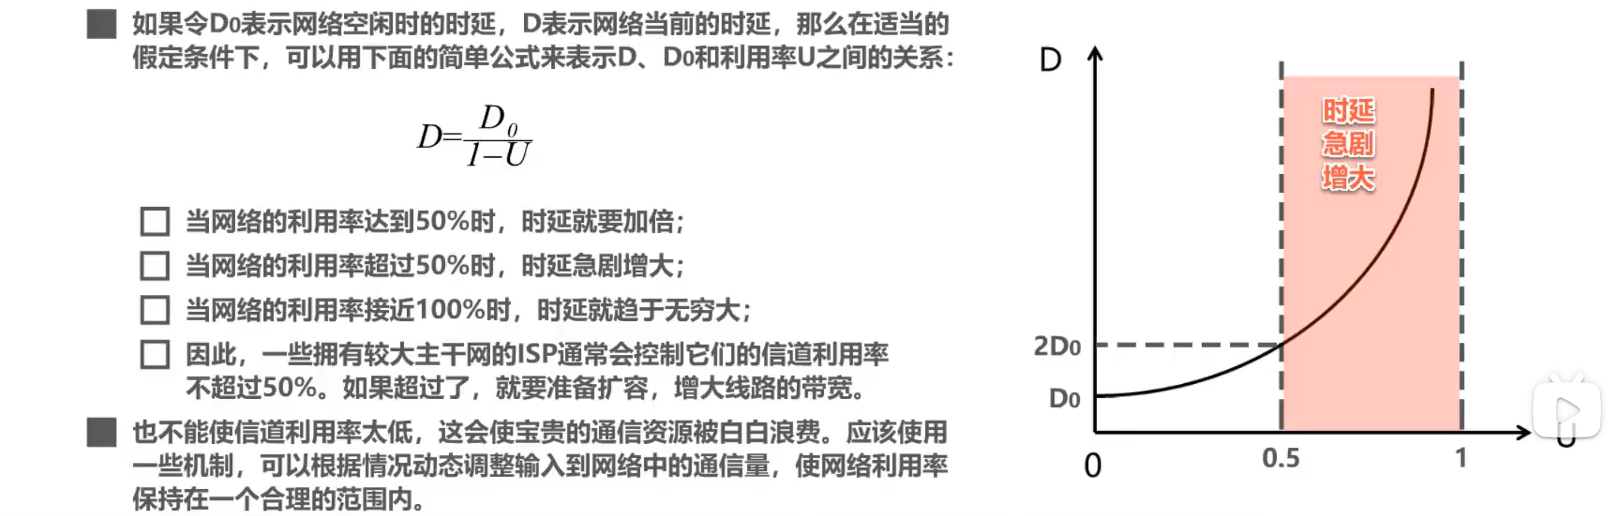 如果令D0表示网络空闲时的时延，D表示网络当前的时延，那么在适当的
假定条件下，可以用下面的简单公式来表示D、D0和利用率U之间的关系：
D=D0/1-U
当网络的利用率达到50%时，时延就要加倍；
当网络的利用率超过50%时，时延急剧增大；
当网络的利用率接近100%时，时延就趋于无穷大；
因此，一些拥有较大主干网的ISP通常会控制它们的信道利用率
不超过50%。如果超过了，就要准备扩容，增大线路的带宽。
也不能使信道利用率太低，这会使宝贵的通信资源被白白浪费。应该使用
一些机制，可以根据情况动态调整输入到网络中的通信量，使网络利用率
保持在一个合理的范围内。
D
时延
急剧
增大
2D0
D0
0
0.5
1
U